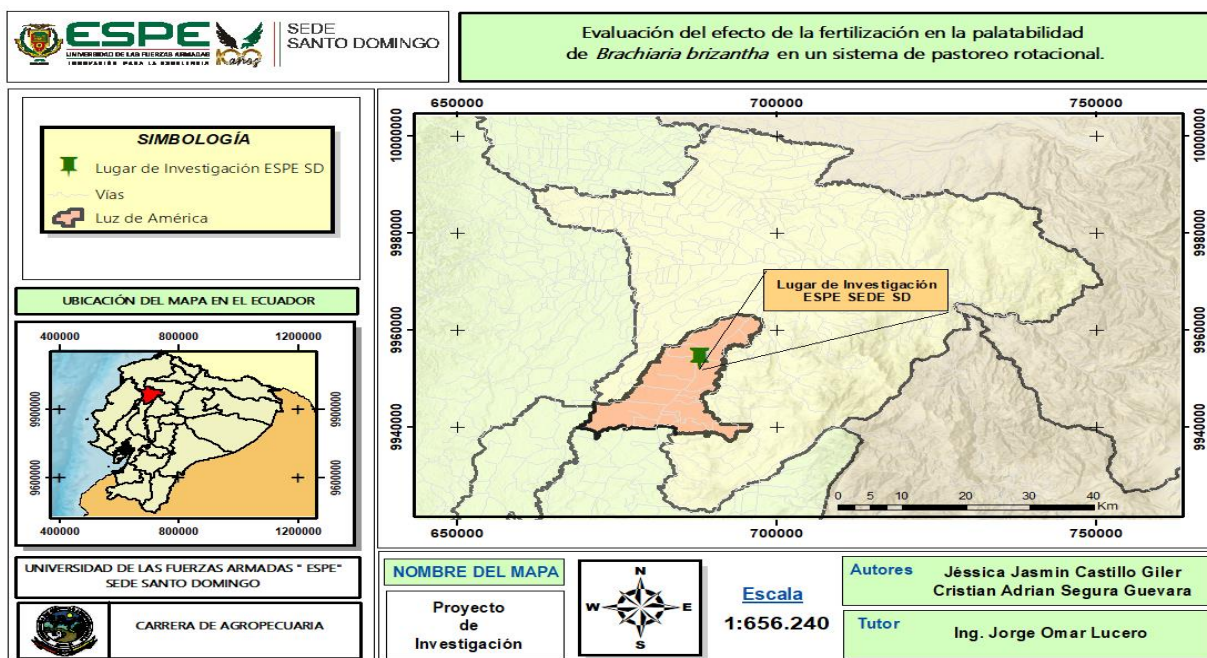 ESPE
UNIVERSIDAD DE LAS FUERZAS ARMADAS
INNOVACIÓN PARA LA EXCELENCIA
SEDE
SANTO DOMINGO
Evaluación del efecto de la fertilización en la palatabilidad
de Brachiaria brizantha en un sistema de pastoreo rotacional.
SIMBOLOGÍA
Lugar de Investigación ESPE SD
Vías
Luz de América
UBICACIÓN DEL MAPA EN EL ECUADOR
400000 800000 1200000
9900000 9900000
9600000 9600000
400000 800000 1200000
UNIVERSIDAD DE LAS FUERZAS ARMADAS " ESPE"
SEDE SANTO DOMINGO
CARRERA DE AGROPECUARIA
650000 700000 750000
10000000 10000000
9980000 9980000
9960000 9960000
9940000 9940000
Lugar de Investigación
ESPE SEDE SD
0 5 10 20 30 40
Km
650000 700000 750000
NOMBRE DEL MAPA
Proyecto
de
Investigación
N
W E
S
Escala
1:656.240
Autores Jéssica Jasmin Castillo Giler
Cristian Adrian Segura Guevara
Tutor Ing. Jorge Omar Lucero